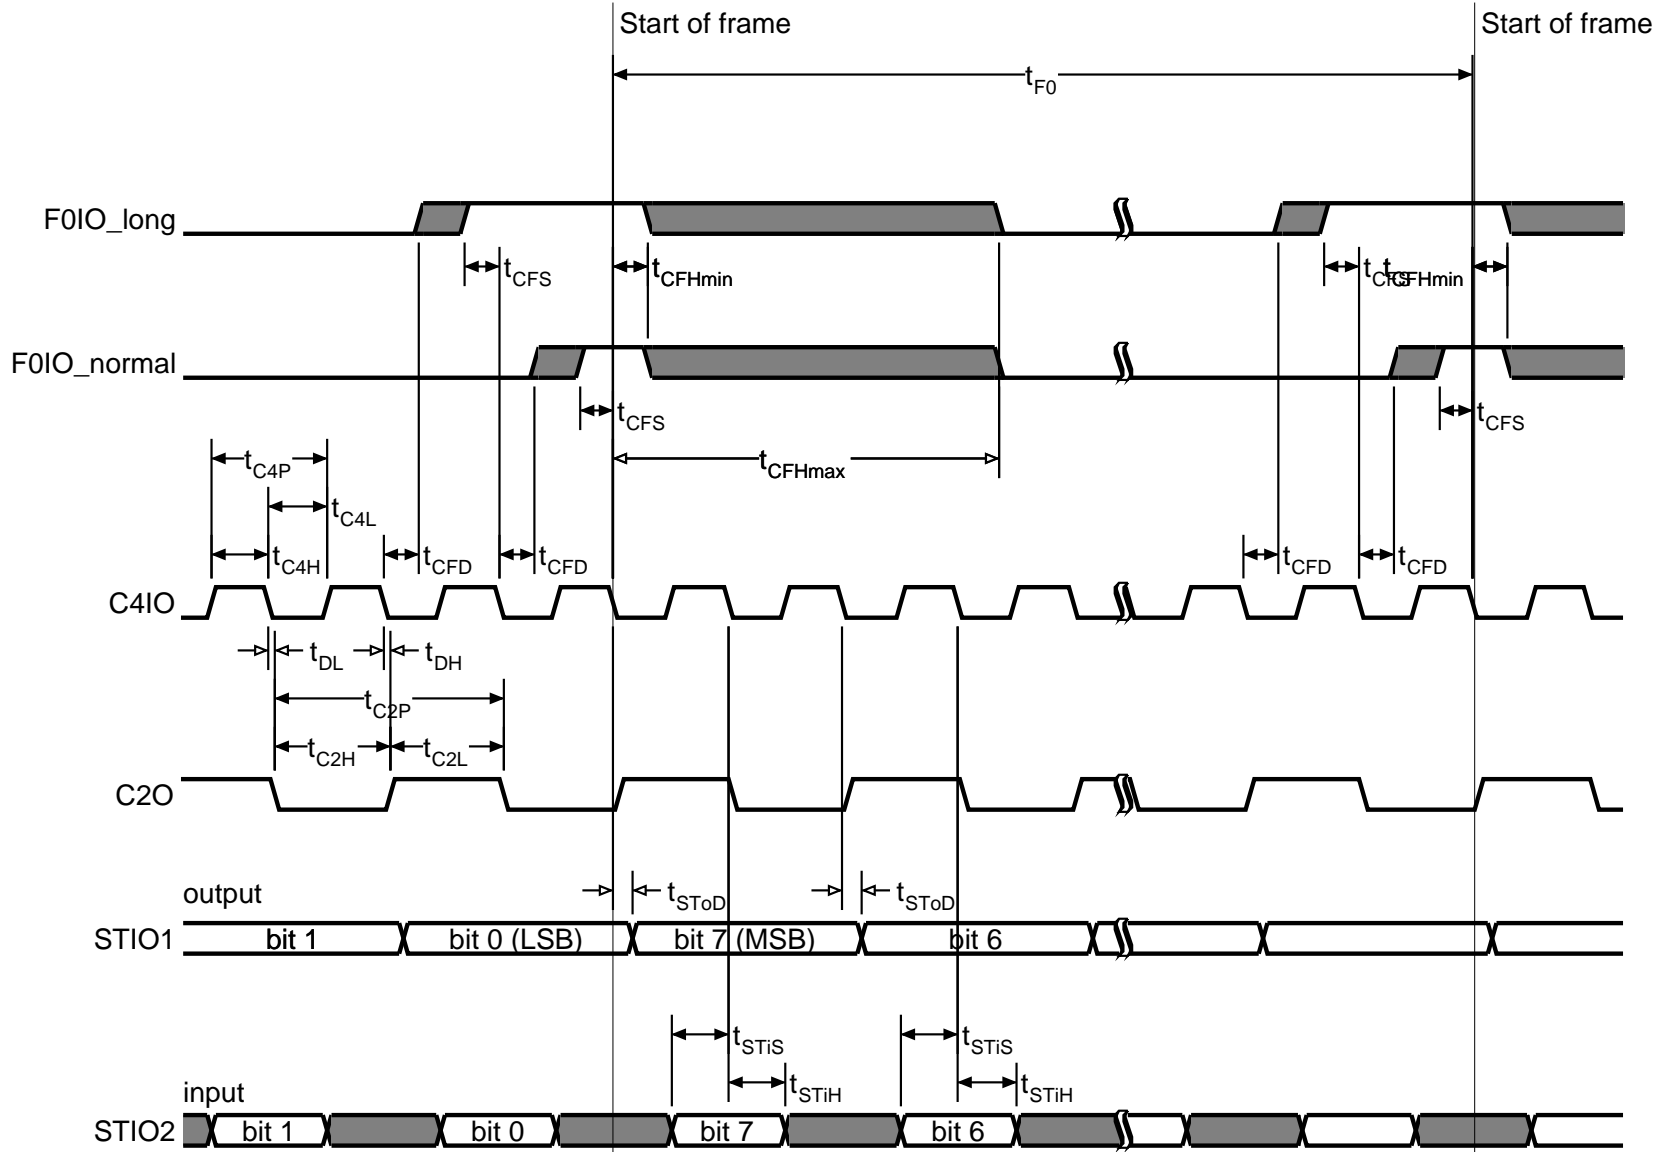 Start of frame Start of frame
tF0
F0IO_long
tCFS tCFHmin tCFS tCFHmin
F0IO_normal
tCFS tCFS
tC4P tCFHmax
tC4L
tC4H tCFD tCFD tCFD tCFD
C4IO
tDL tDH
tC2P
tC2H tC2L
C2O
output tSToD tSToD
STIO1 bit 1 bit 0 (LSB) bit 7 (MSB) bit 6
tSTiS tSTiS
input tSTiH tSTiH
STIO2 bit 1 bit 0 bit 7 bit 6